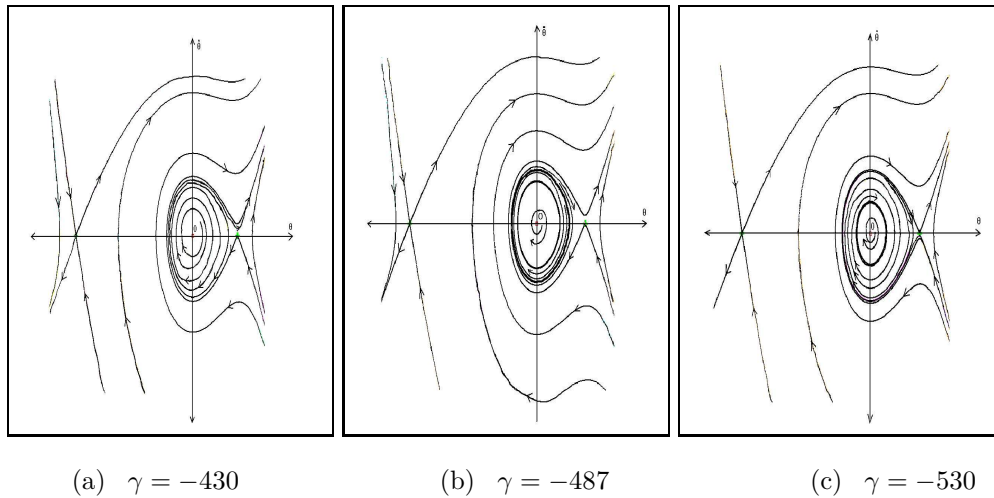 θ̇
θ
0
θ̇
θ
0
θ̇
θ
0
(a) γ = −430
(b) γ = −487
(c) γ = −530